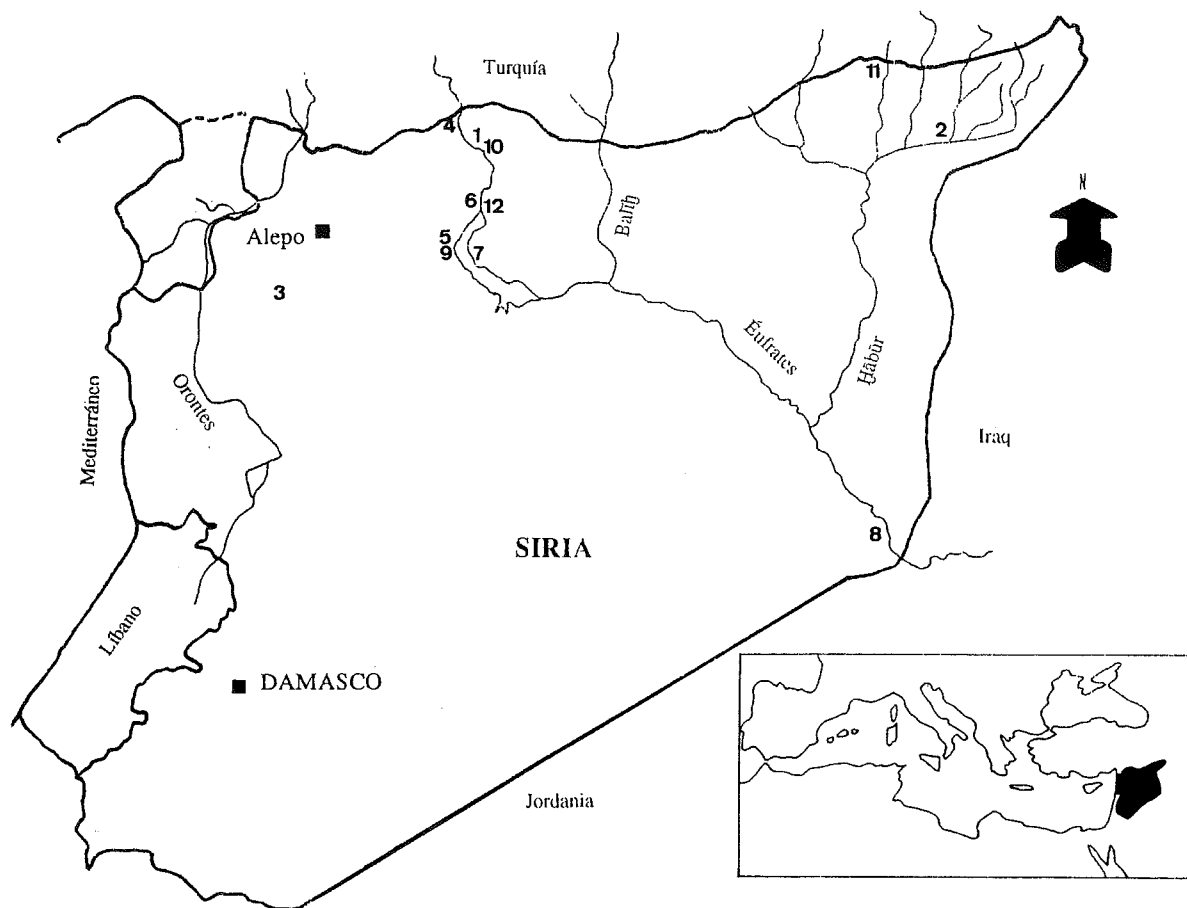 Turquía
11
4
1
10
2
N
6
12
Balīḫ
Alepo
5
9
7
3
Éufrates
Ḫābūr
Orontes
Mediterráneo
Iraq
8
SIRIA
Líbano
DAMASCO
Jordania